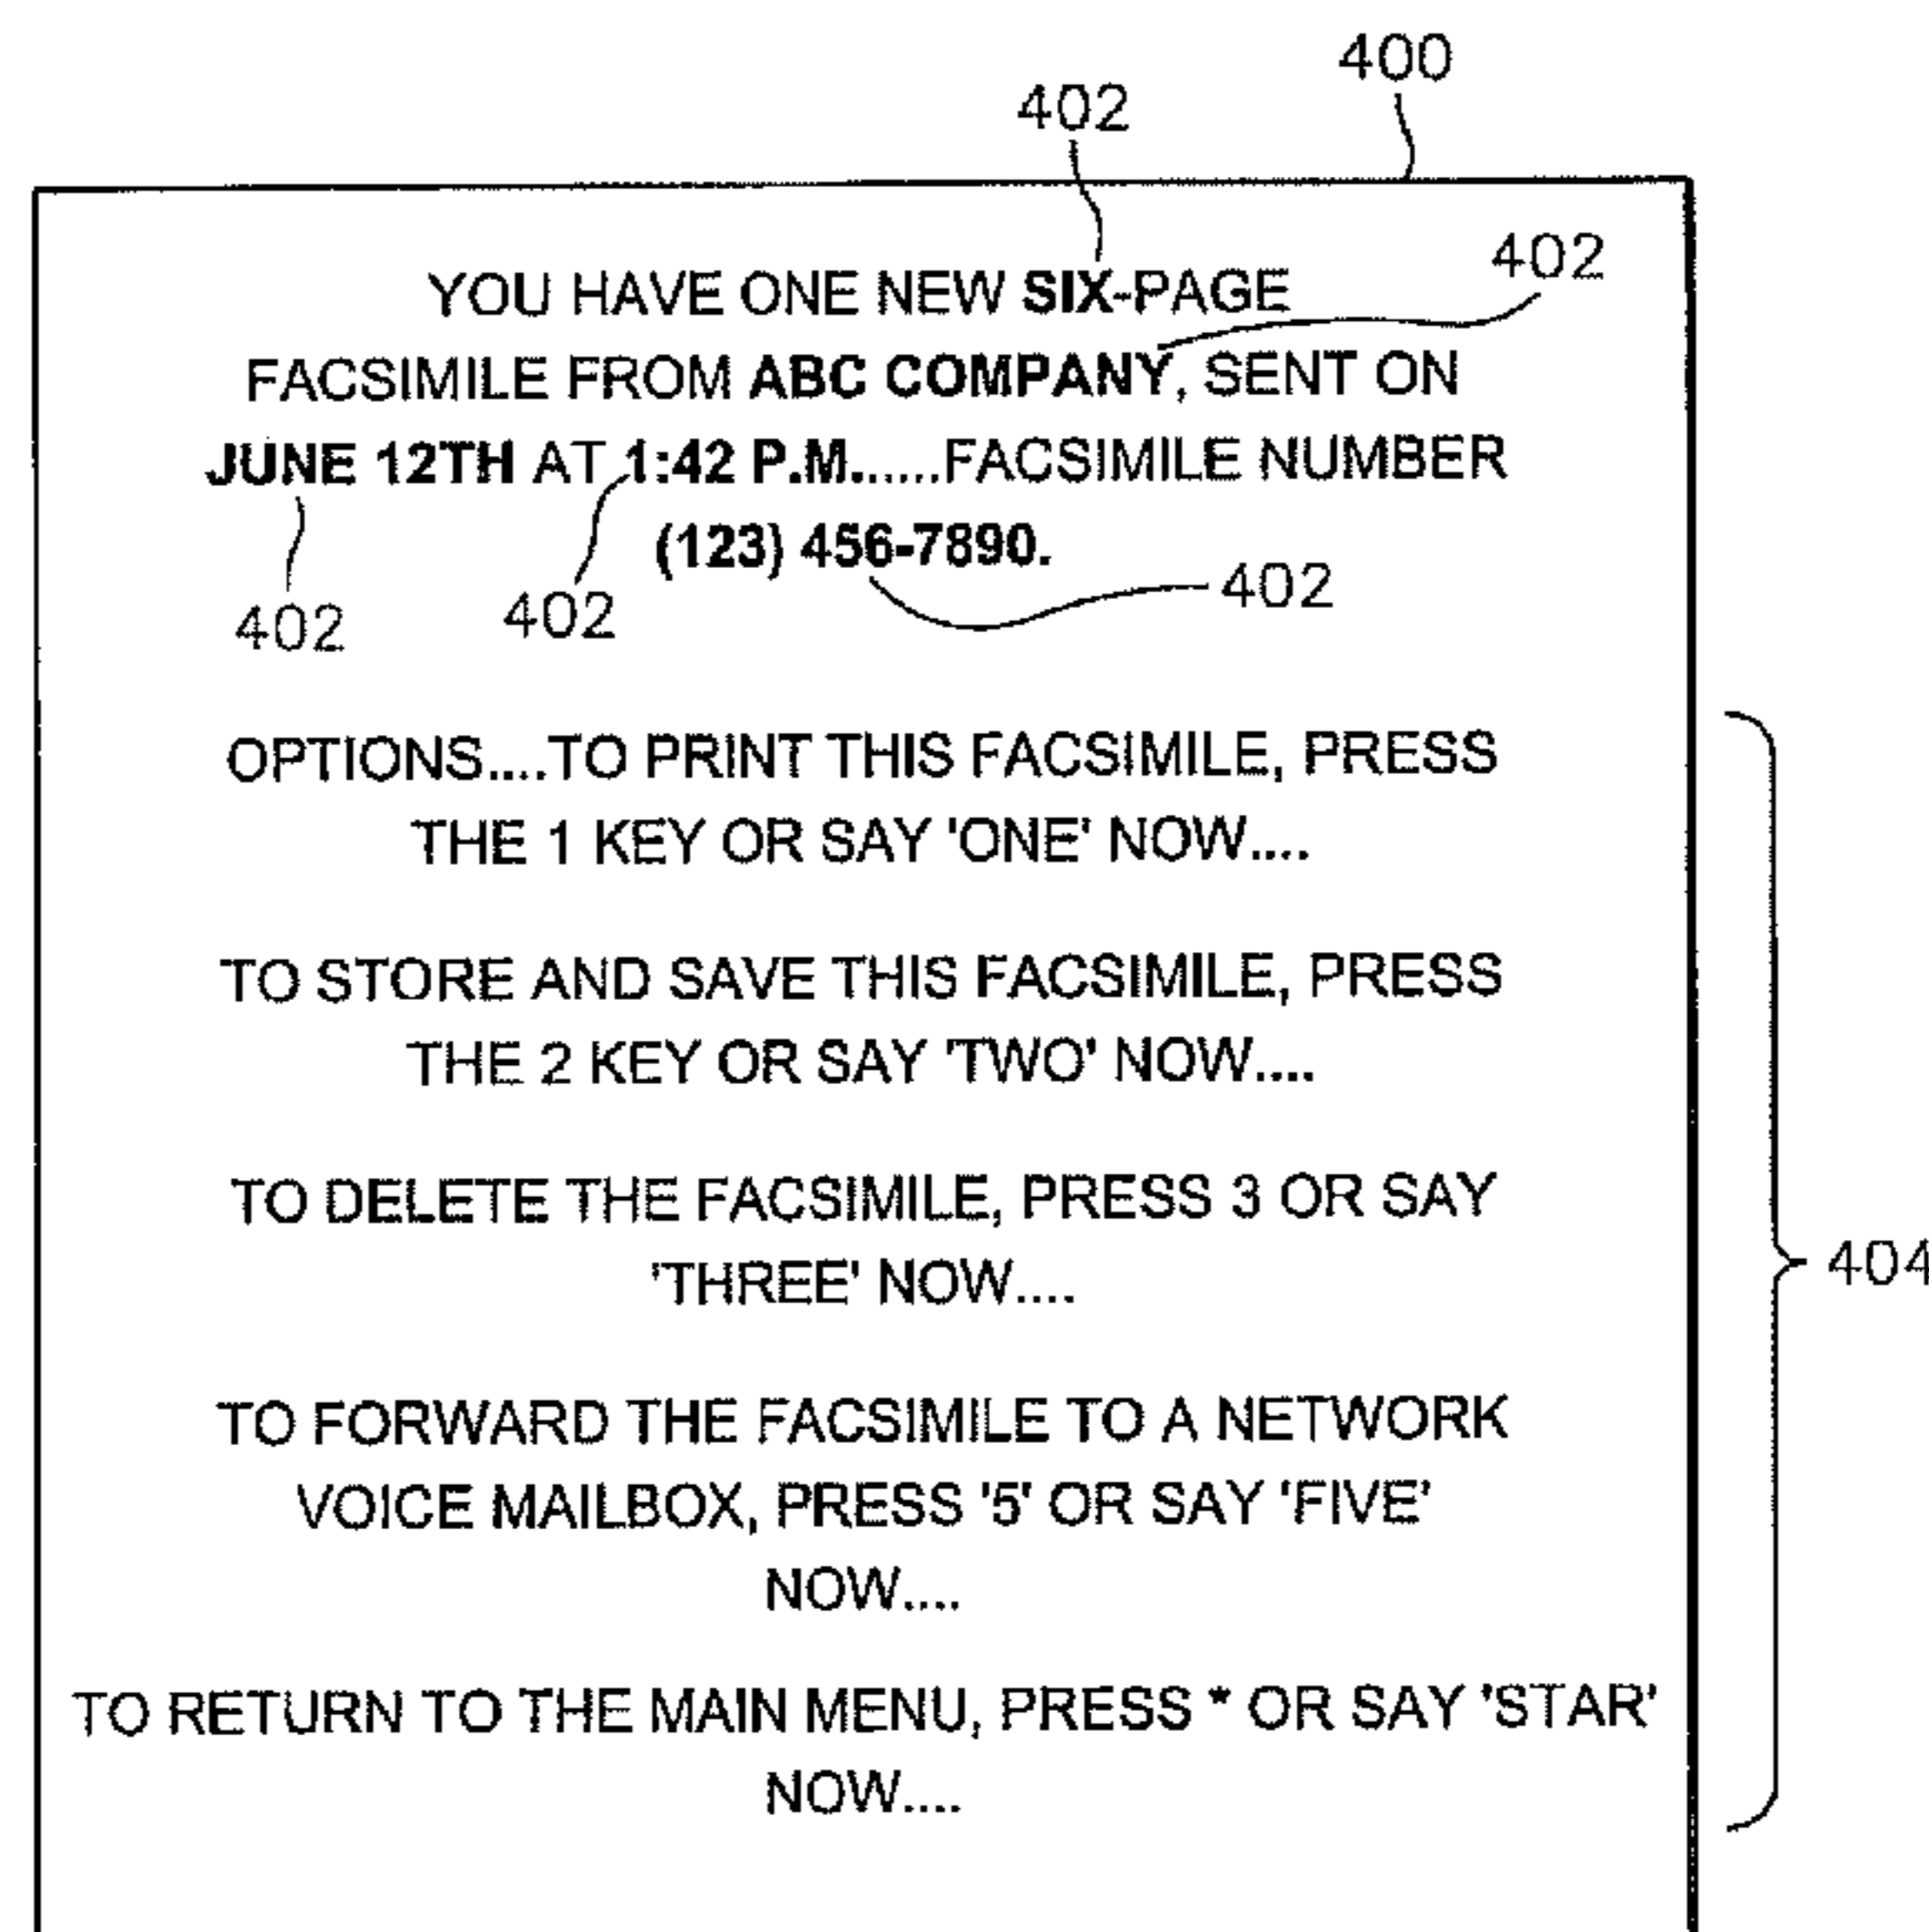 400
402
402
YOU HAVE ONE NEW SIX-PAGE
FACSIMILE FROM ABC COMPANY, SENT ON
JUNE 12TH AT 1:42 P.M......FACSIMILE NUMBER
(123) 456-7890.
402
402
402
OPTIONS....TO PRINT THIS FACSIMILE, PRESS
THE 1 KEY OR SAY 'ONE' NOW....
TO STORE AND SAVE THIS FACSIMILE, PRESS
THE 2 KEY OR SAY 'TWO' NOW....
TO DELETE THE FACSIMILE, PRESS 3 OR SAY
'THREE' NOW....
404
TO FORWARD THE FACSIMILE TO A NETWORK
VOICE MAILBOX, PRESS '5' OR SAY 'FIVE'
NOW....
TO RETURN TO THE MAIN MENU, PRESS * OR SAY 'STAR'
NOW....